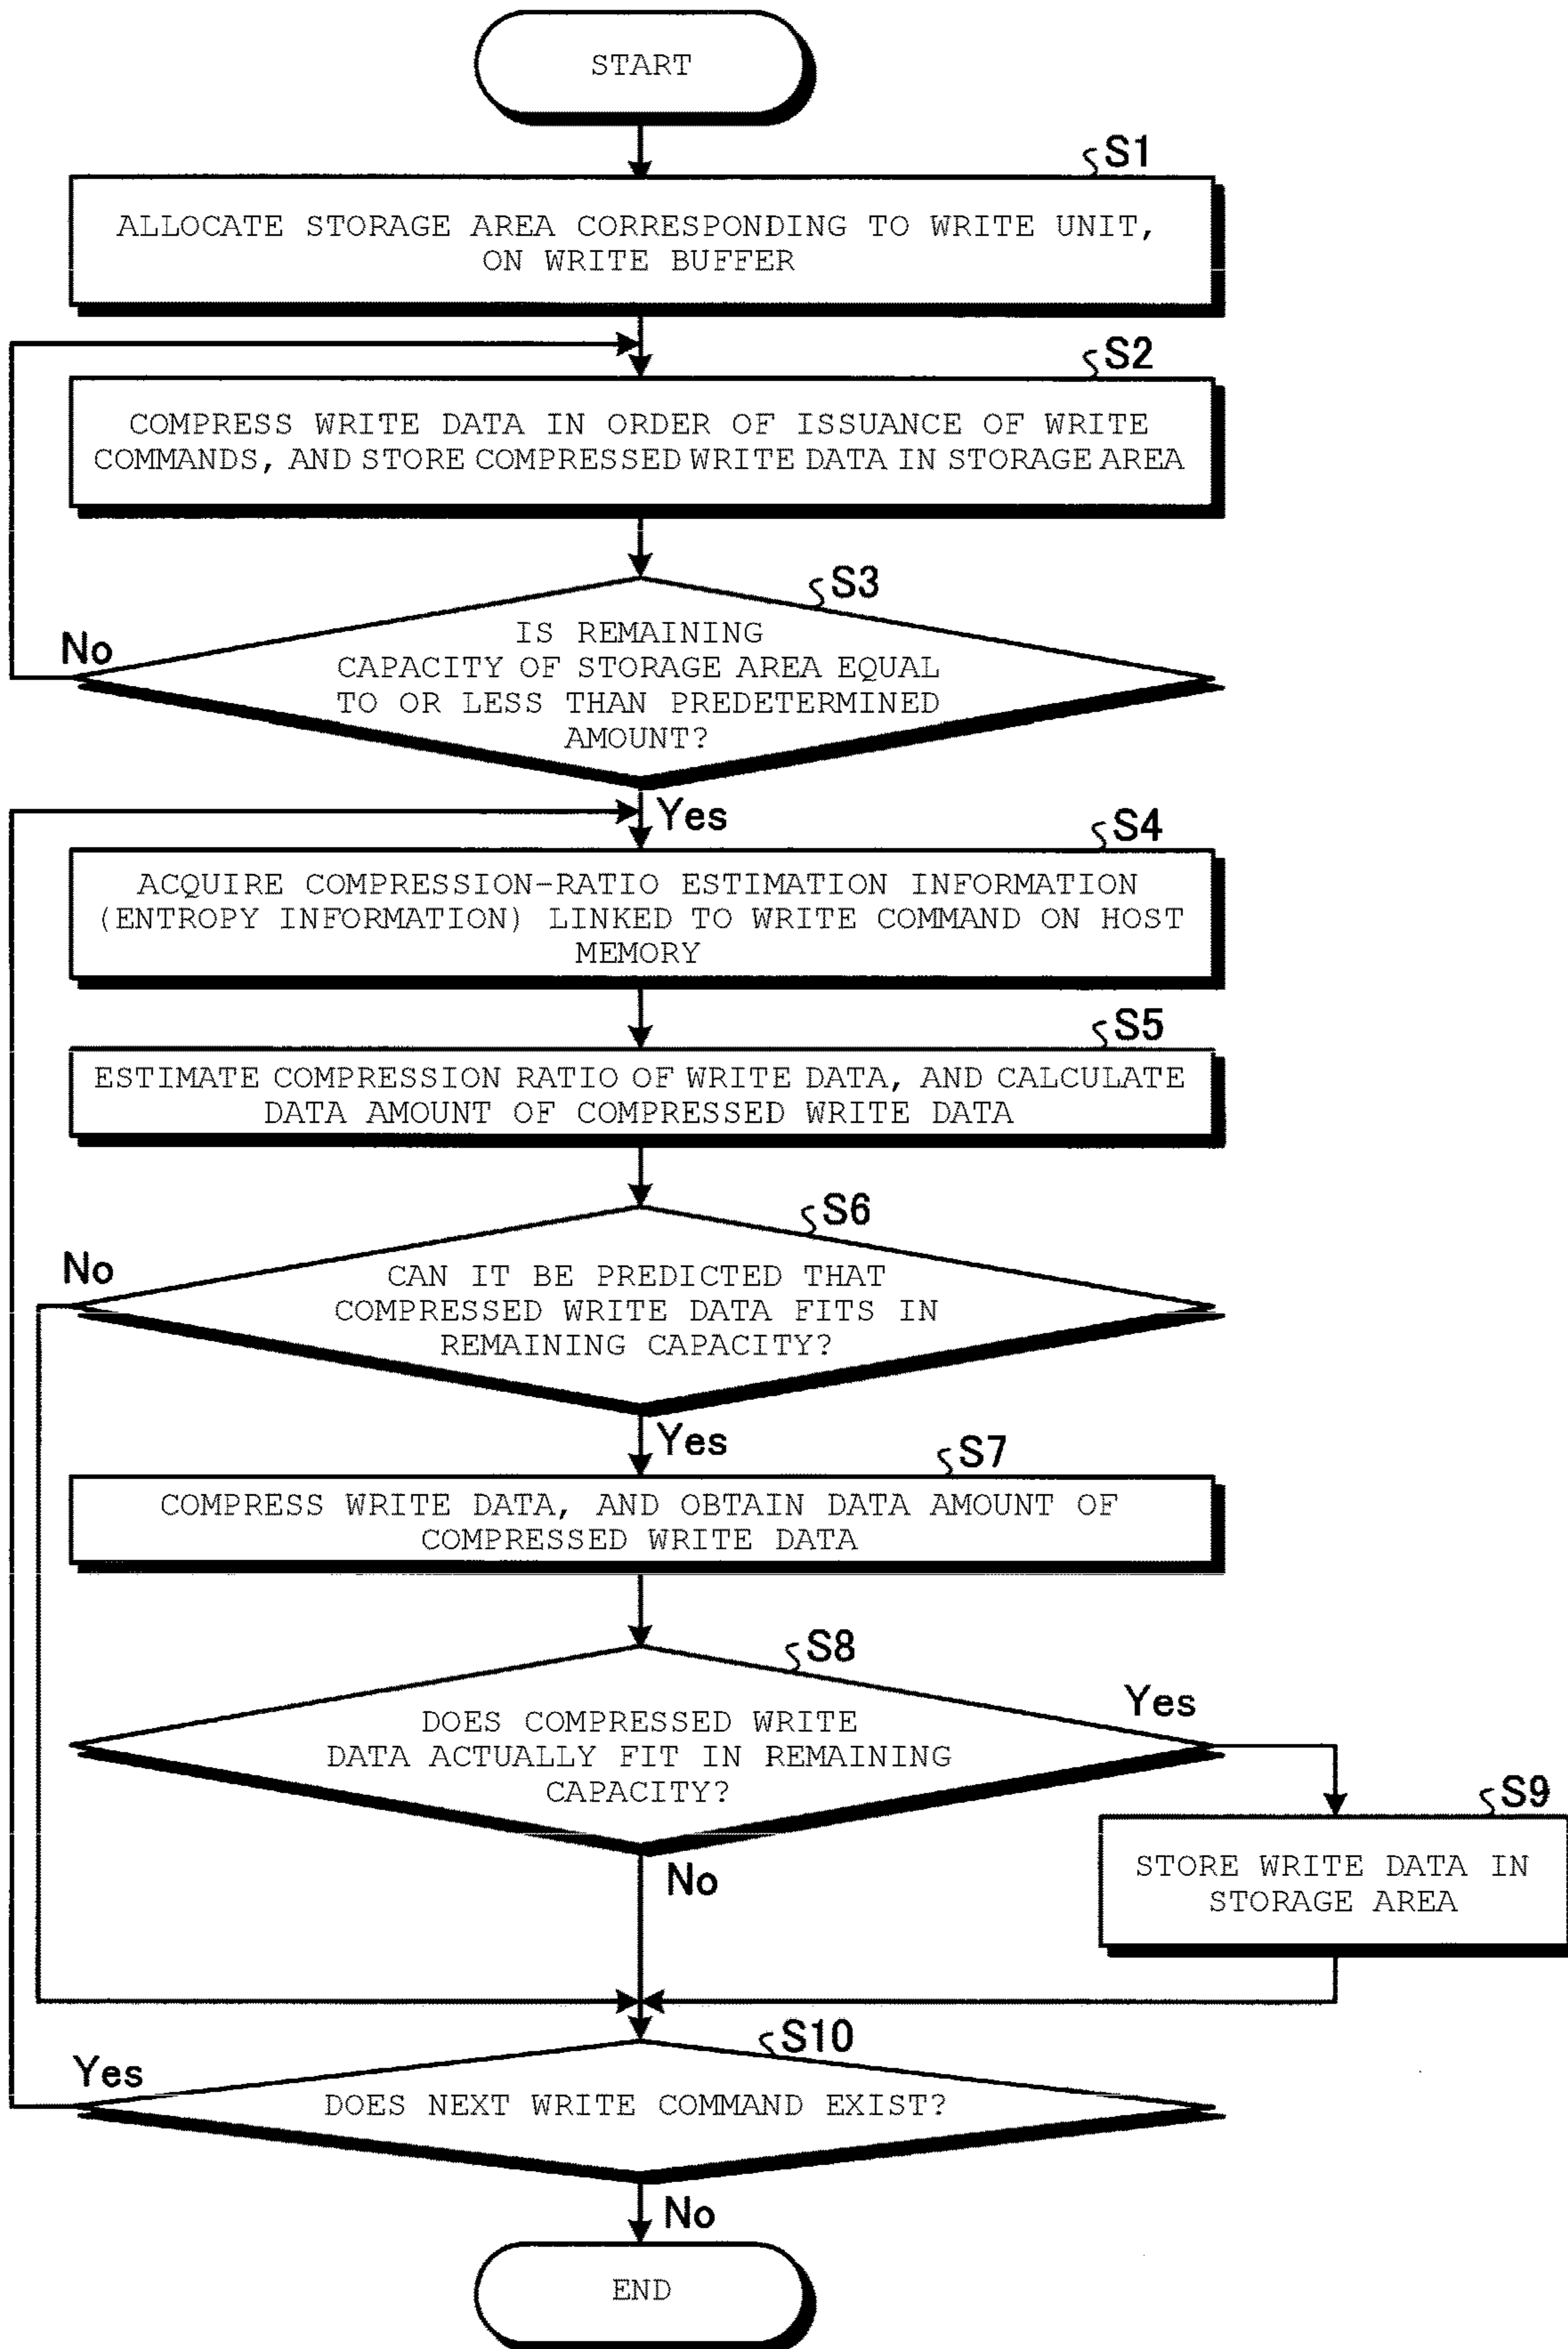 START
S1
ALLOCATE STORAGE AREA CORRESPONDING TO WRITE UNIT,
ON WRITE BUFFER
S2
COMPRESS WRITE DATA IN ORDER OF ISSUANCE OF WRITE
COMMANDS, AND STORE COMPRESSED WRITE DATA IN STORAGE AREA
S3
No
IS REMAINING
CAPACITY OF STORAGE AREA EQUAL
TO OR LESS THAN PREDETERMINED
AMOUNT?
Yes
S4
ACQUIRE COMPRESSION-RATIO ESTIMATION INFORMATION
(ENTROPY INFORMATION) LINKED TO WRITE COMMAND ON HOST
MEMORY
S5
ESTIMATE COMPRESSION RATIO OF WRITE DATA, AND CALCULATE
DATA AMOUNT OF COMPRESSED WRITE DATA
S6
No
CAN IT BE PREDICTED THAT
COMPRESSED WRITE DATA FITS IN
REMAINING CAPACITY?
Yes
S7
COMPRESS WRITE DATA, AND OBTAIN DATA AMOUNT OF
COMPRESSED WRITE DATA
S8
Yes
DOES COMPRESSED WRITE
DATA ACTUALLY FIT IN REMAINING
CAPACITY?
S9
No
STORE WRITE DATA IN
STORAGE AREA
S10
Yes
DOES NEXT WRITE COMMAND EXIST?
No
END